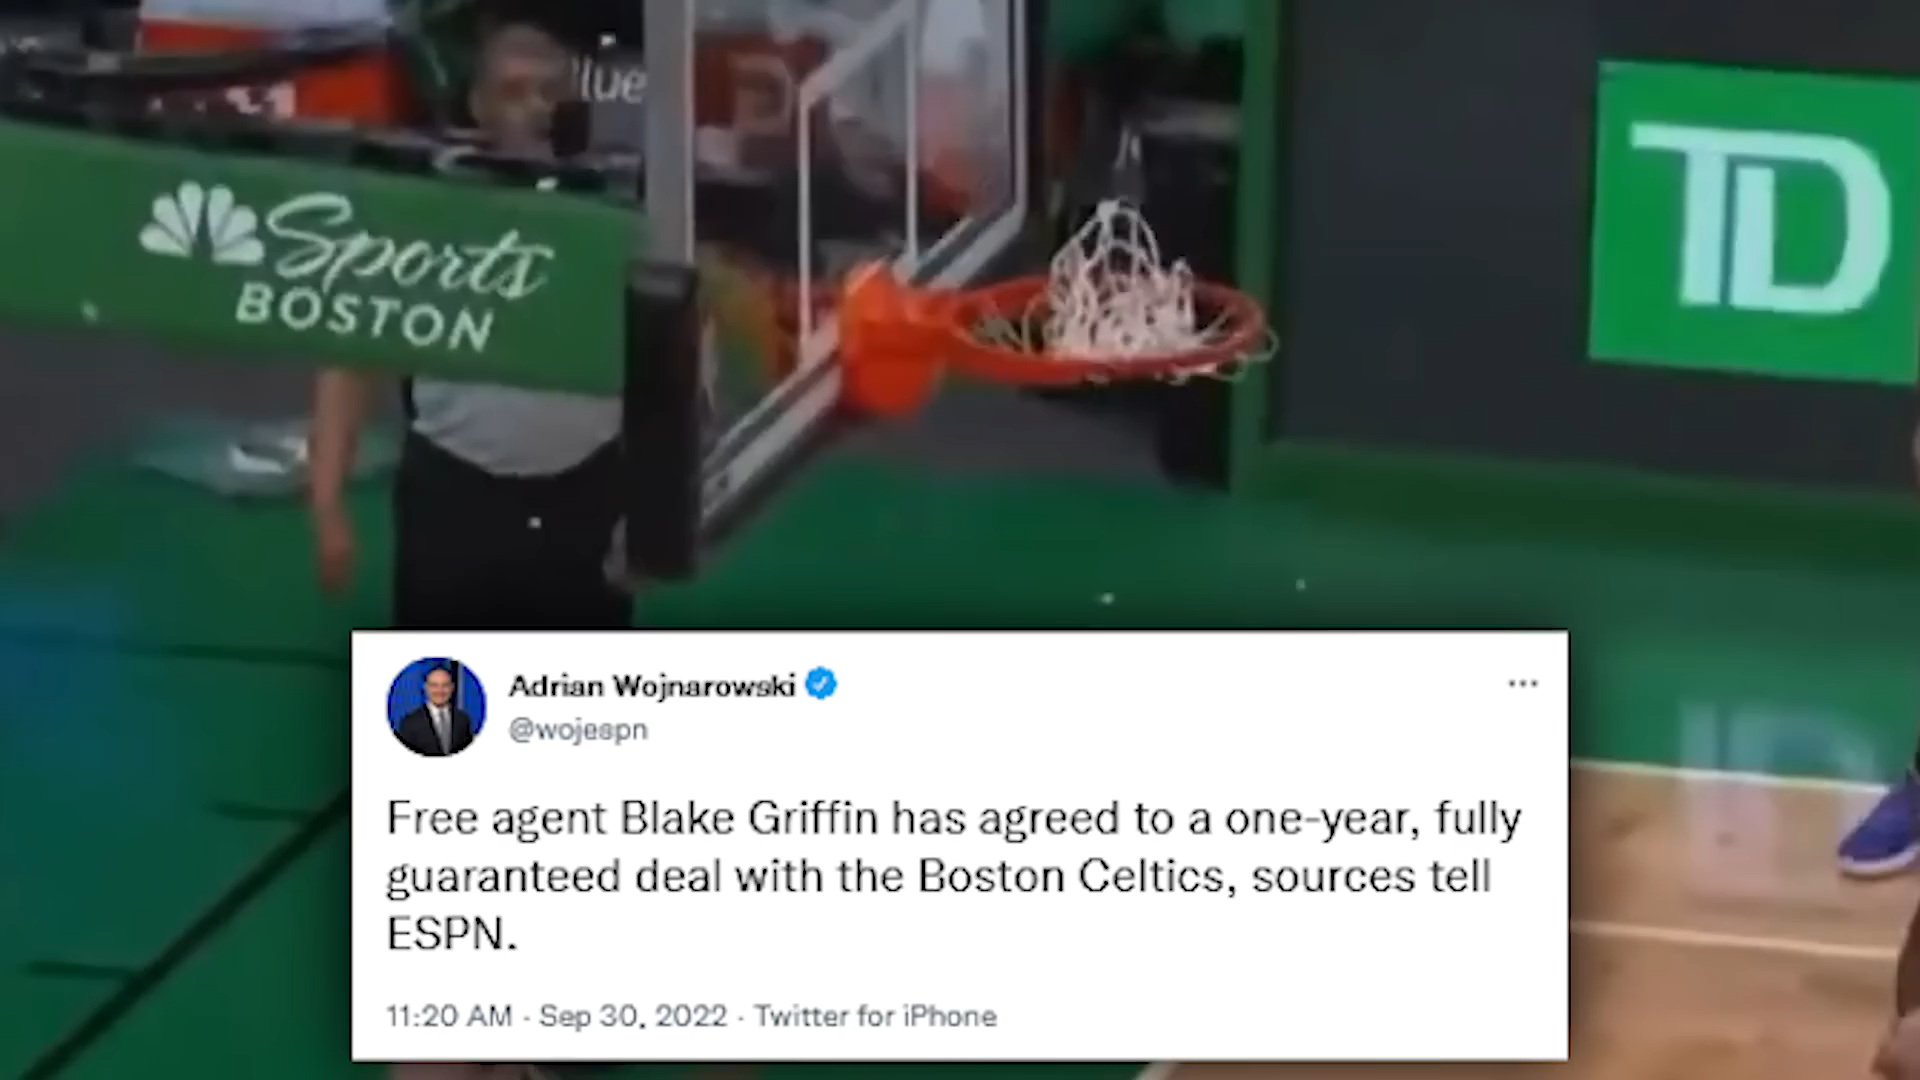 lue
Sports
BOSTON
TD
Adrian Wojnarowski
@wojespn
Free agent Blake Griffin has agreed to a one-year, fully
guaranteed deal with the Boston Celtics, sources tell
ESPN.
11:20 AM · Sep 30, 2022 · Twitter for iPhone